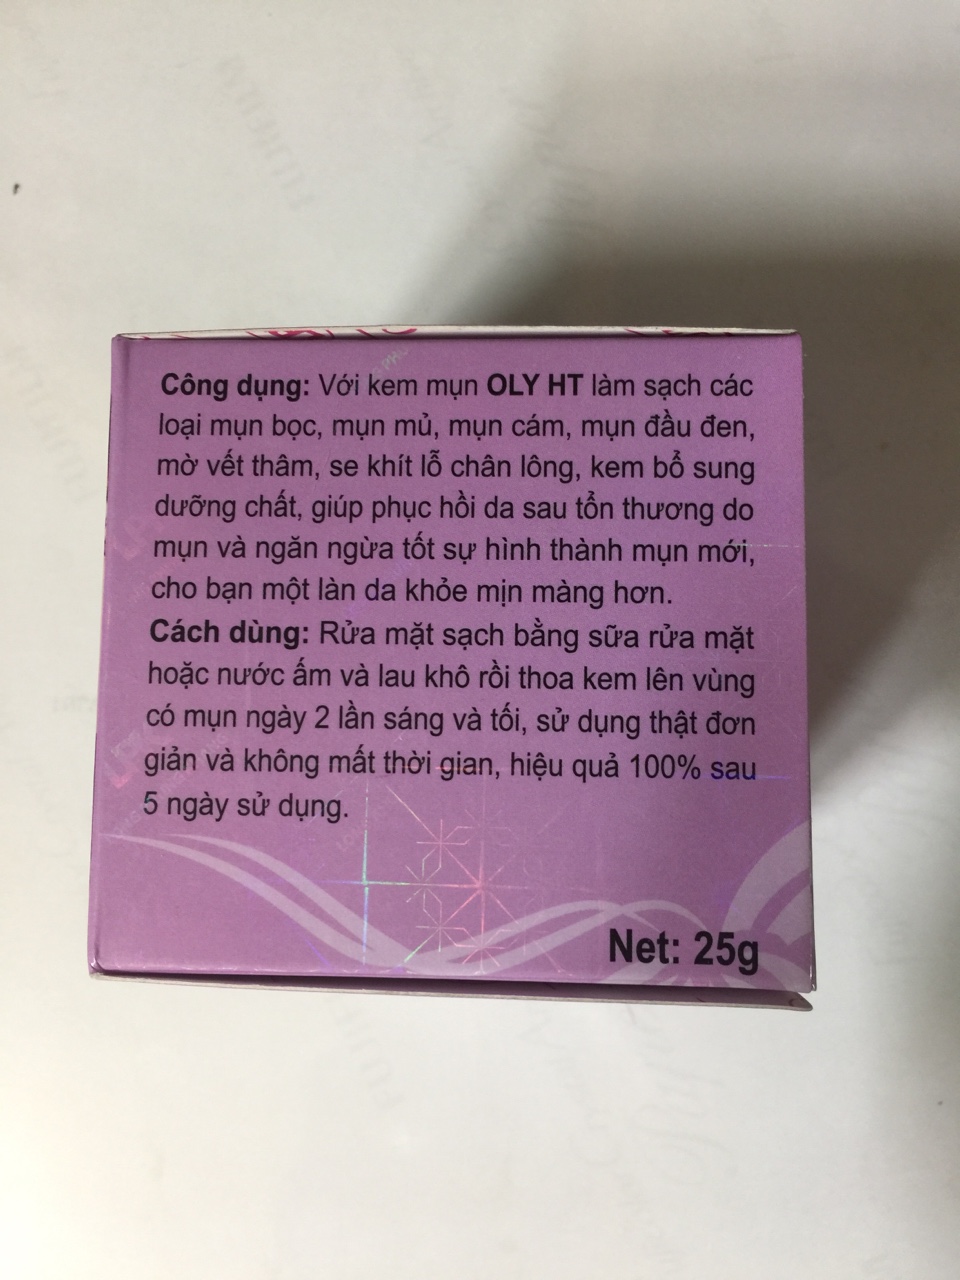 Công dụng: Với kem mụn OLY HT làm sạch các
loại mụn bọc, mụn mủ, mụn cám, mụn đầu đen,
mờ vết thâm, se khít lỗ chân lông, kem bổ sung
dưỡng chất, giúp phục hồi da sau tổn thương do
mụn và ngăn ngừa tốt sự hình thành mụn mới,
cho bạn một làn da khỏe mịn màng hơn.
Cách dùng: Rửa mặt sạch bằng sữa rửa mặt
hoặc nước ấm và lau khô rồi thoa kem lên vùng
có mụn ngày 2 lần sáng và tối, sử dụng thật đơn
giản và không mất thời gian, hiệu quả 100% sau
5 ngày sử dụng.
Net: 25g